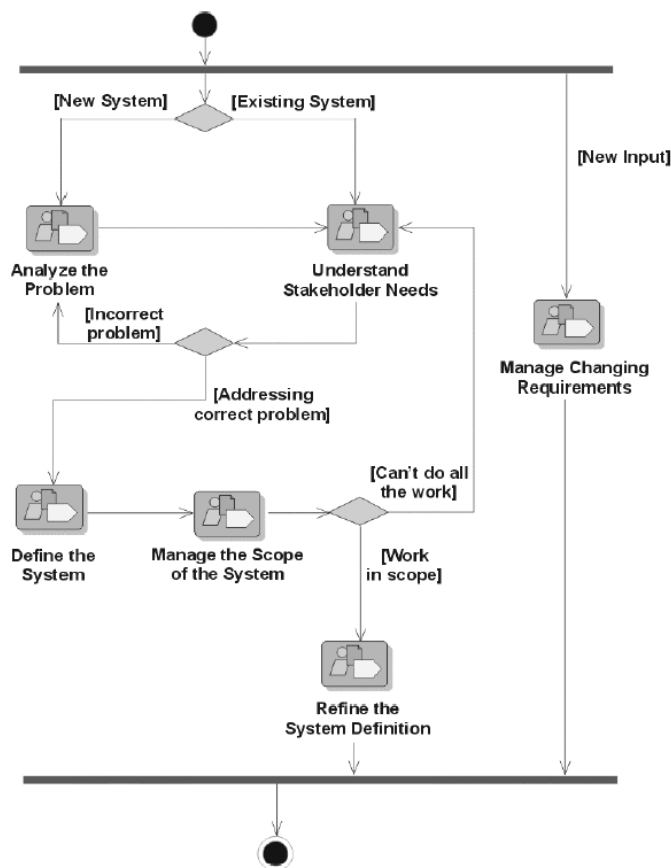 [New System]
[Existing System]
[New Input]
Analyze the
Problem
Understand
Stakeholder Needs
[Incorrect
problem]
Manage Changing
Requirements
[Addressing
correct problem]
[Can't do all
the work]
Define the
System
Manage the Scope
of the System
[Work
in scope]
Refine the
System Definition